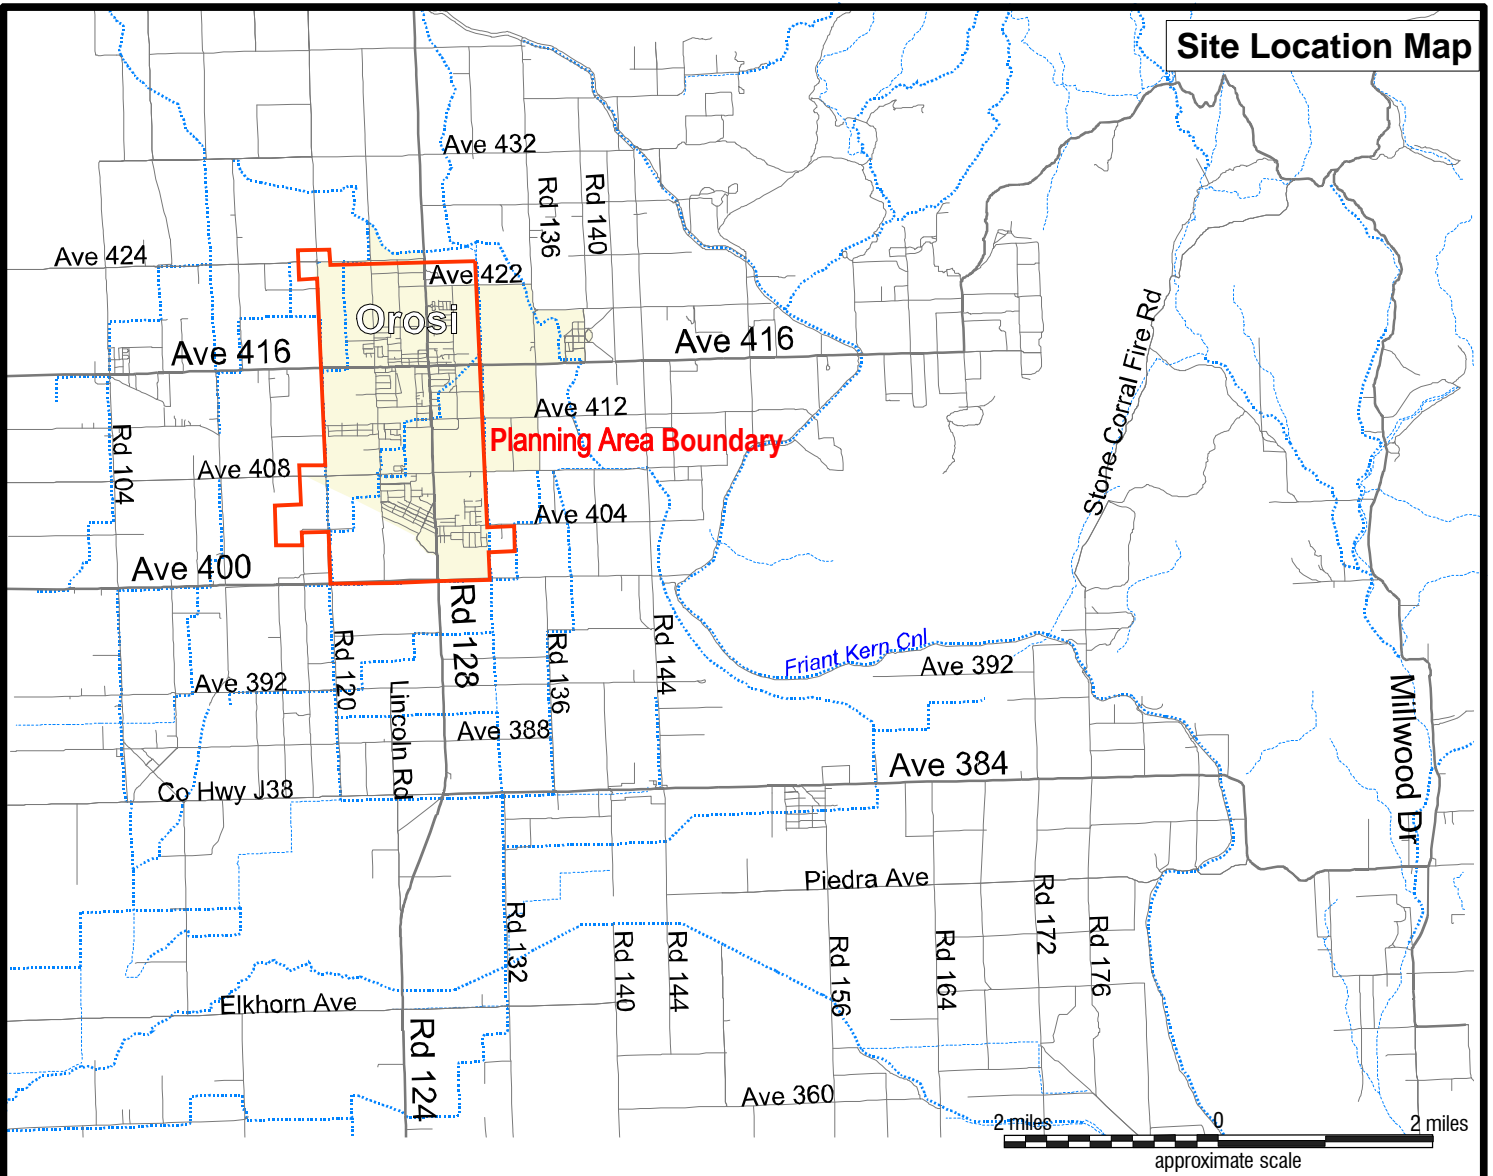 Site Location Map
Ave 432
Rd 136
Rd 140
Ave 424
Ave 422
Orosi
Ave 416
Ave 416
Stone Corral Fire Rd
Ave 412
Planning Area Boundary
Rd 104
Ave 408
Ave 404
Ave 400
Rd 128
Rd 120
Rd 136
Rd 144
Friant Kern Cnl
Ave 392
Ave 392
Lincoln Rd
Millwood Dr
Ave 388
Ave 384
Co Hwy J38
Piedra Ave
Rd 132
Rd 140
Rd 144
Rd 156
Rd 164
Rd 172
Rd 176
Elkhorn Ave
Rd 124
Ave 360
2 miles 0 2 miles
approximate scale